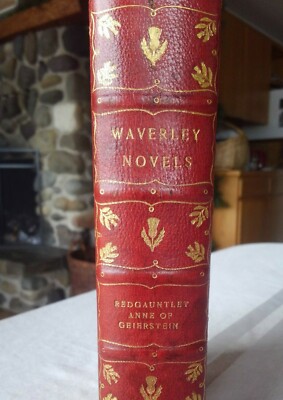 WAVERLEY
NOVELS
REDGAUNTLET
ANNE OF
GEIERSTEIN